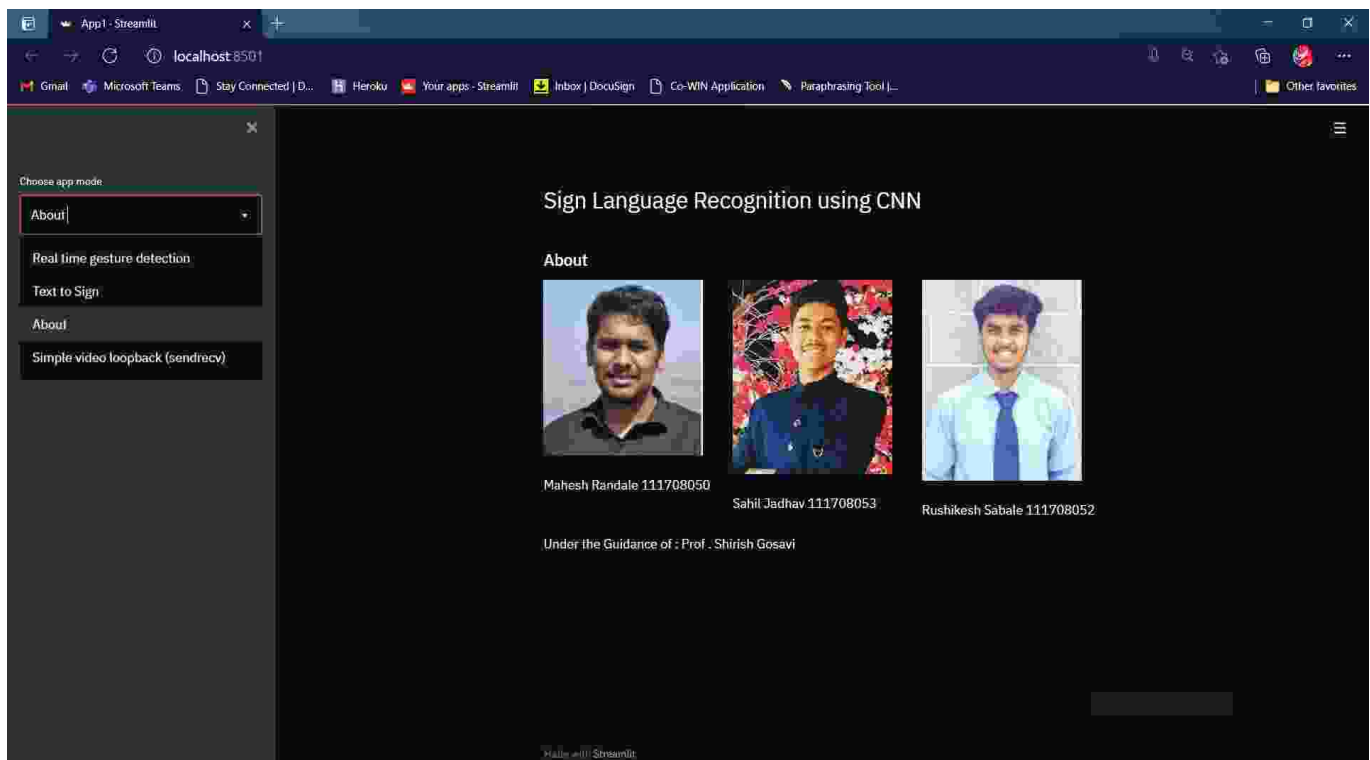 App1 - Streamlit
localhost:8501
Gmail Microsoft Teams Stay Connected | D... Heroku Your apps - Streamlit Inbox | DocuSign Co-WIN Application Paraphrasing Tool |... Other favorites
Choose app mode
About
Real time gesture detection
Text to Sign
About
Simple video loopback (sendrecv)
Sign Language Recognition using CNN
About
Mahesh Randale 111708050
Sahil Jadhav 111708053
Rushikesh Sabale 111708052
Under the Guidance of : Prof . Shirish Gosavi
Made with Streamlit